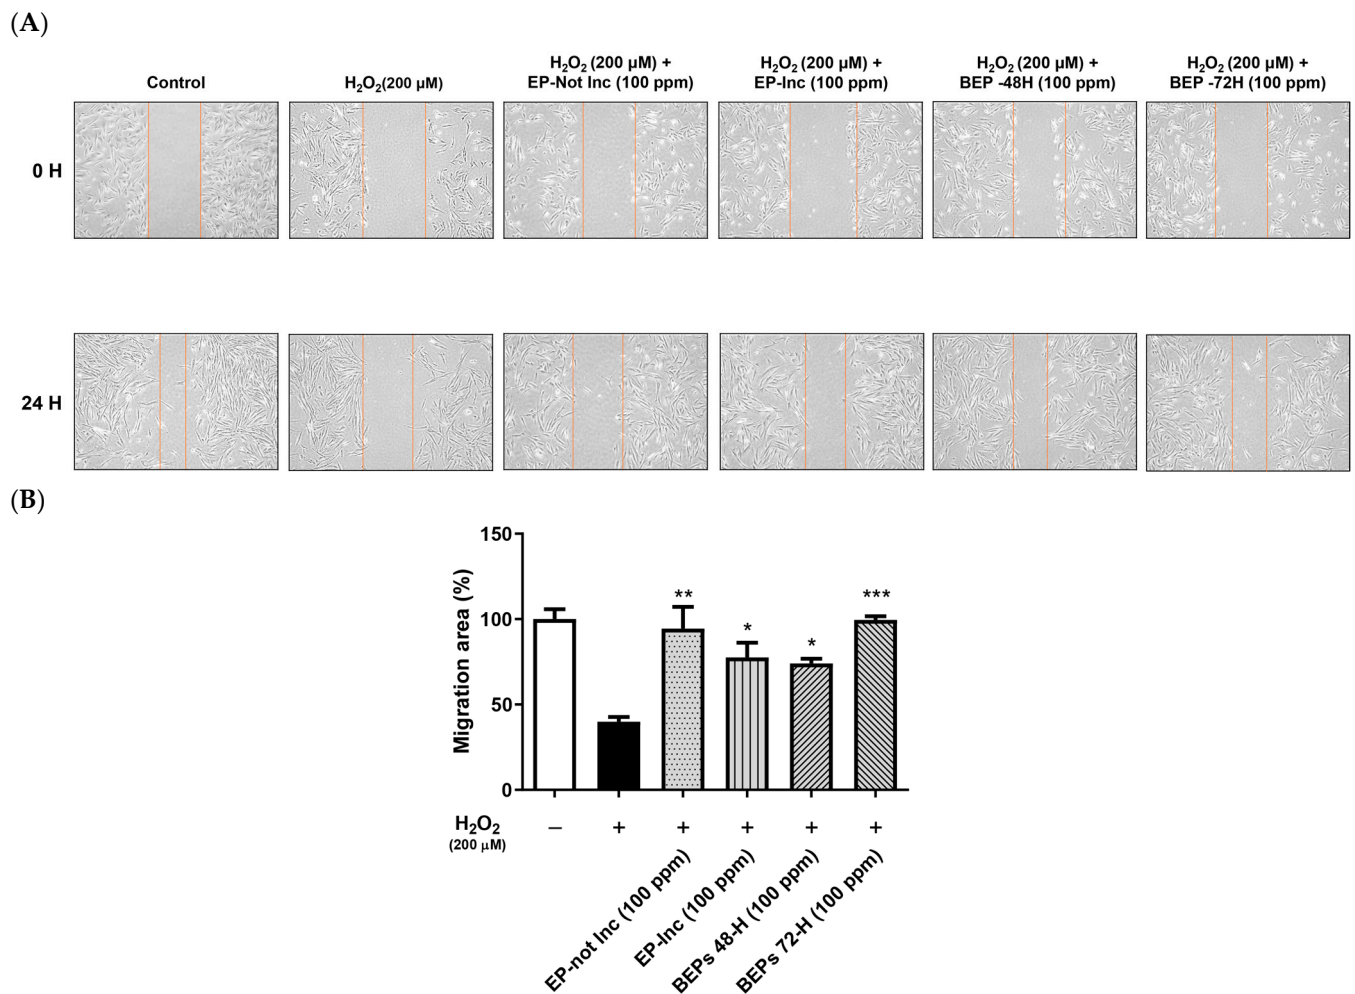 (A)
Control
H₂O₂(200 µM)
H₂O₂ (200 µM) +
EP-Not Inc (100 ppm)
H₂O₂ (200 µM) +
EP-Inc (100 ppm)
H₂O₂ (200 µM) +
BEP -48H (100 ppm)
H₂O₂ (200 µM) +
BEP -72H (100 ppm)
0 H
24 H
(B)
Migration area (%)
150
100
50
0
**
*
*
***
H₂O₂
(200 µM)
– + + + + +
EP-not Inc (100 ppm)
EP-Inc (100 ppm)
BEPs 48-H (100 ppm)
BEPs 72-H (100 ppm)